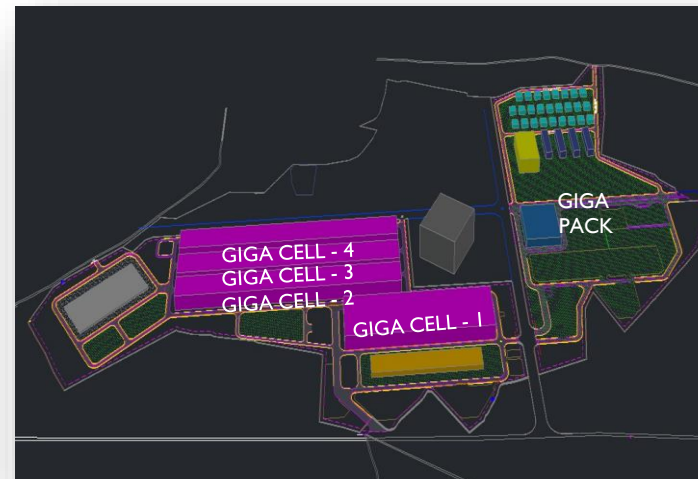 GIGA
PACK
GIGA CELL - 4
GIGA CELL - 3
GIGA CELL - 2
GIGA CELL - 1